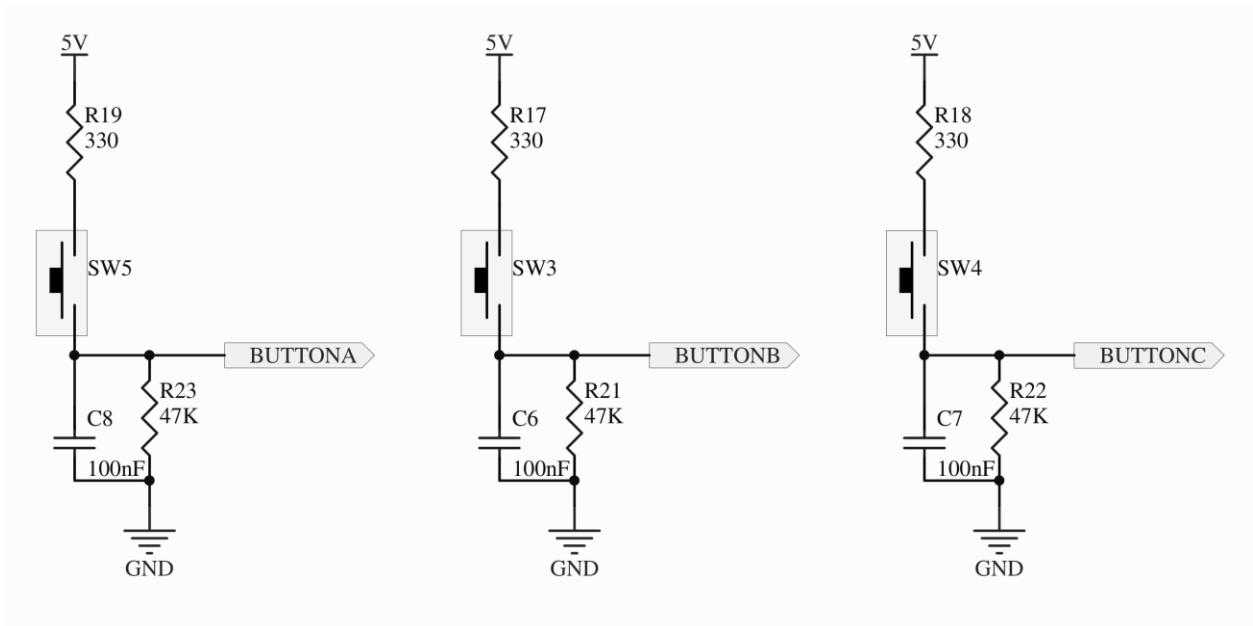 5V
R19
330
SW5
BUTTONA
R23
47K
C8
100nF
GND
5V
R17
330
SW3
BUTTONB
R21
47K
C6
100nF
GND
5V
R18
330
SW4
BUTTONC
R22
47K
C7
100nF
GND